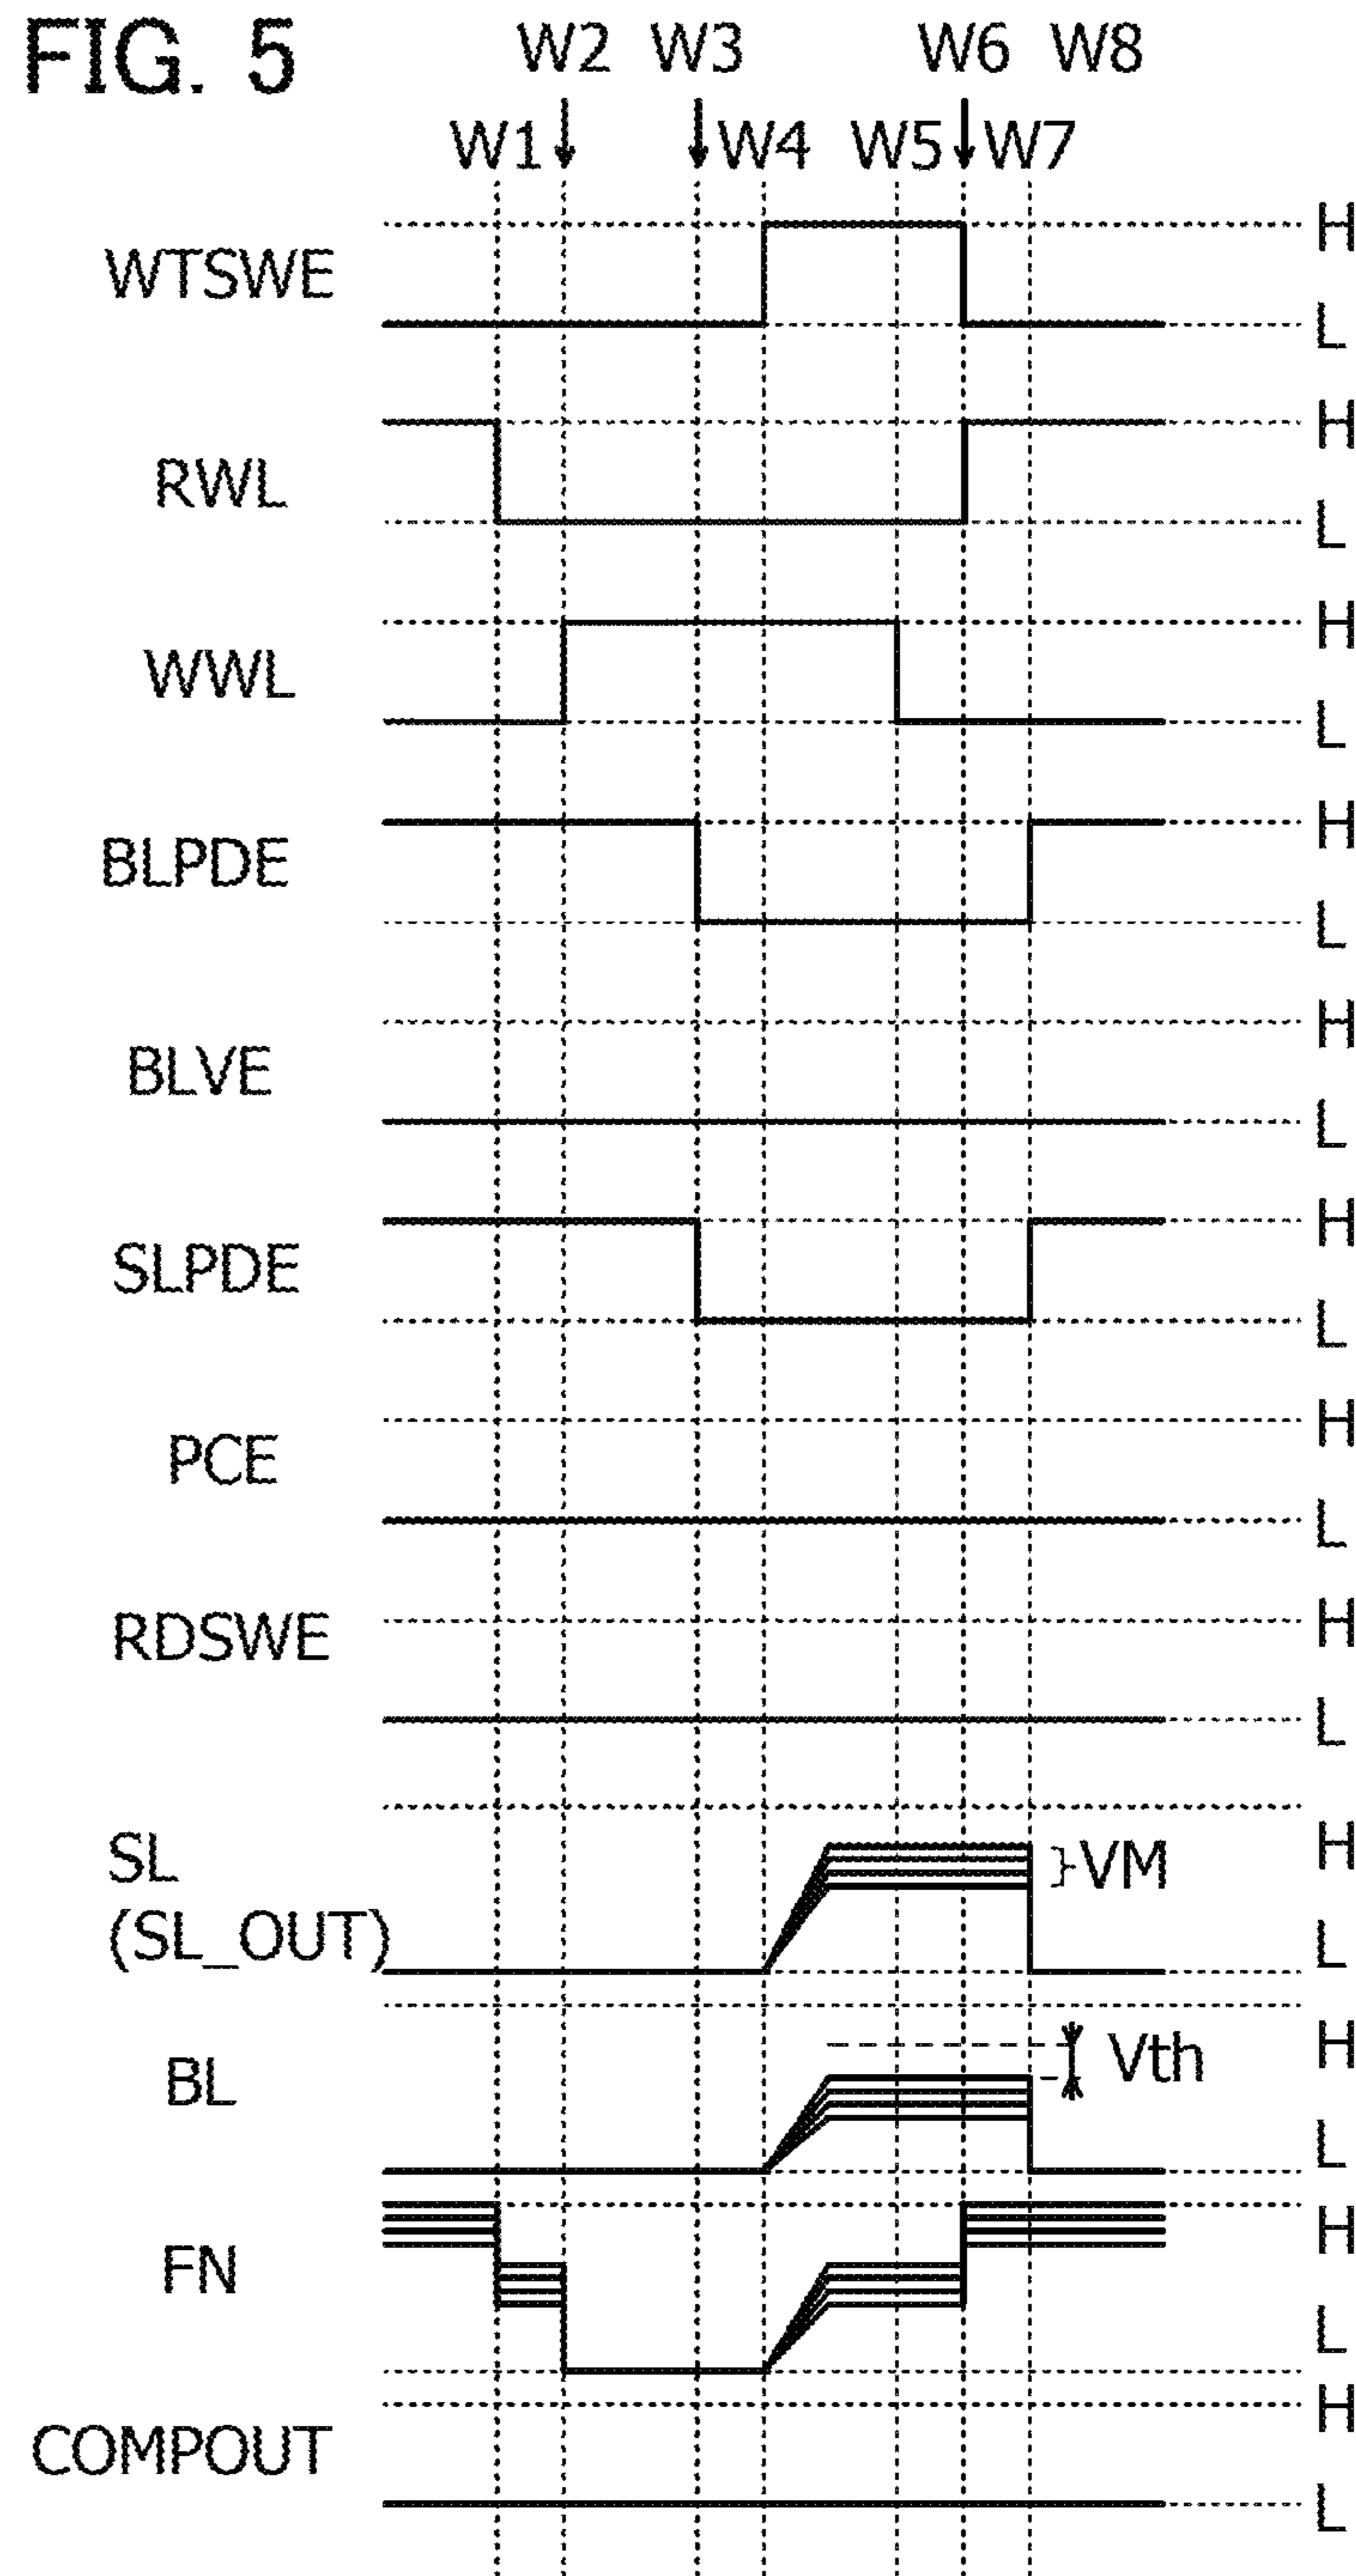 FIG. 5
W2 W3 W6 W8
W1 W4 W5 W7
H
WTSWE
L
H
RWL
L
H
WWL
L
H
BLPDE
L
H
BLVE
L
H
SLPDE
L
H
PCE
L
H
RDSWE
L
SL
H
VM
(SL_OUT)
L
H
BL
Vth
L
H
FN
L
H
COMPOUT
L